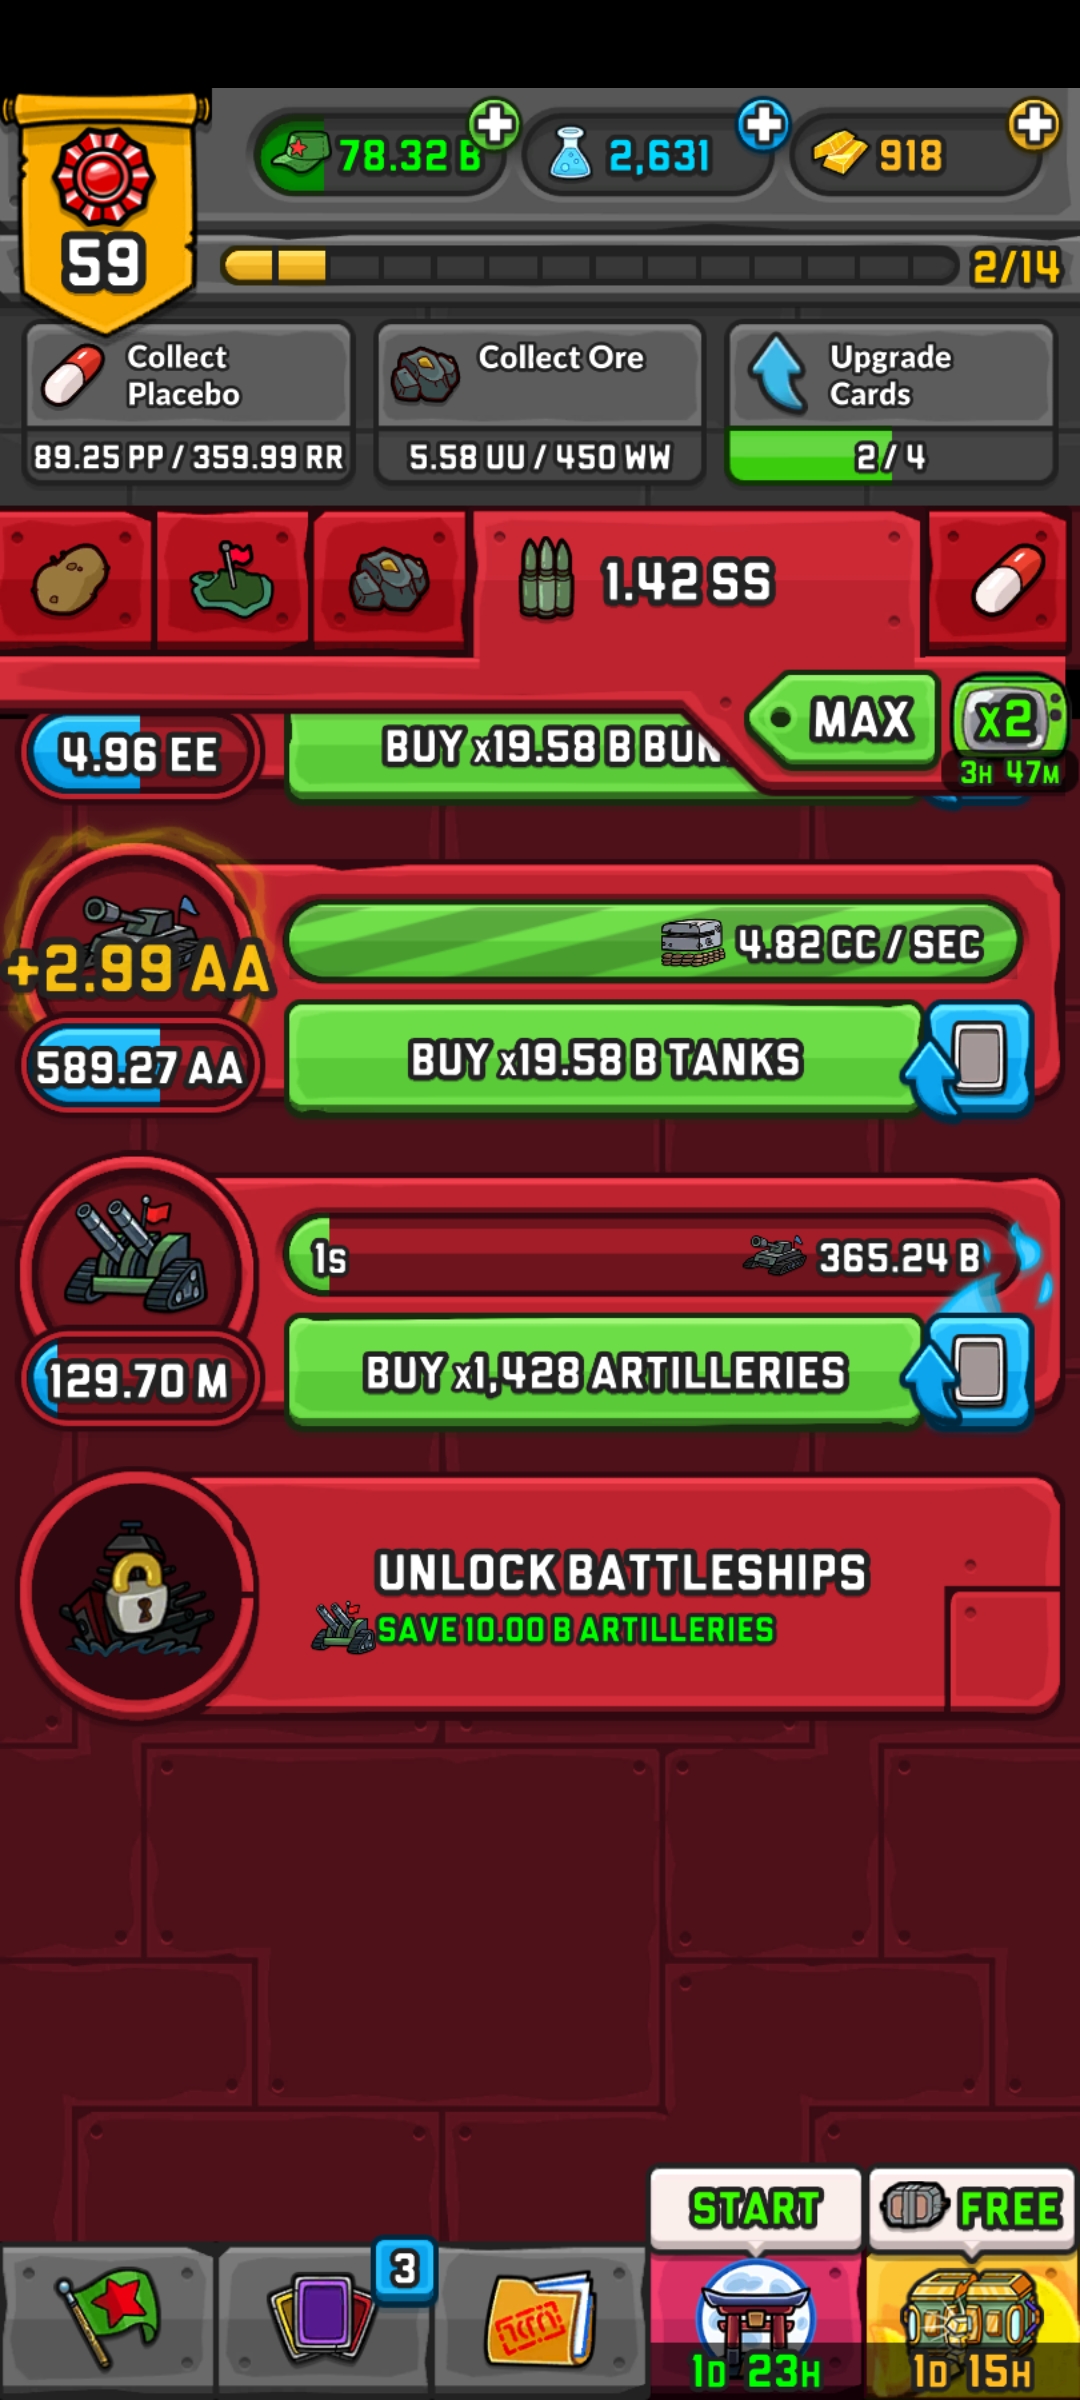 78.32 B
2,631
918
59
2/14
Collect
Placebo
89.25 PP / 359.99 RR
Collect Ore
5.58 UU / 450 WW
Upgrade
Cards
2 / 4
1.42 SS
MAX
x2
3H 47M
4.96 EE
BUY x19.58 B BUN
+2.99 AA
4.82 CC / SEC
589.27 AA
BUY x19.58 B TANKS
1s
365.24 B
129.70 M
BUY x1,428 ARTILLERIES
UNLOCK BATTLESHIPS
SAVE 10.00 B ARTILLERIES
START
FREE
3
1D 23H
1D 15H